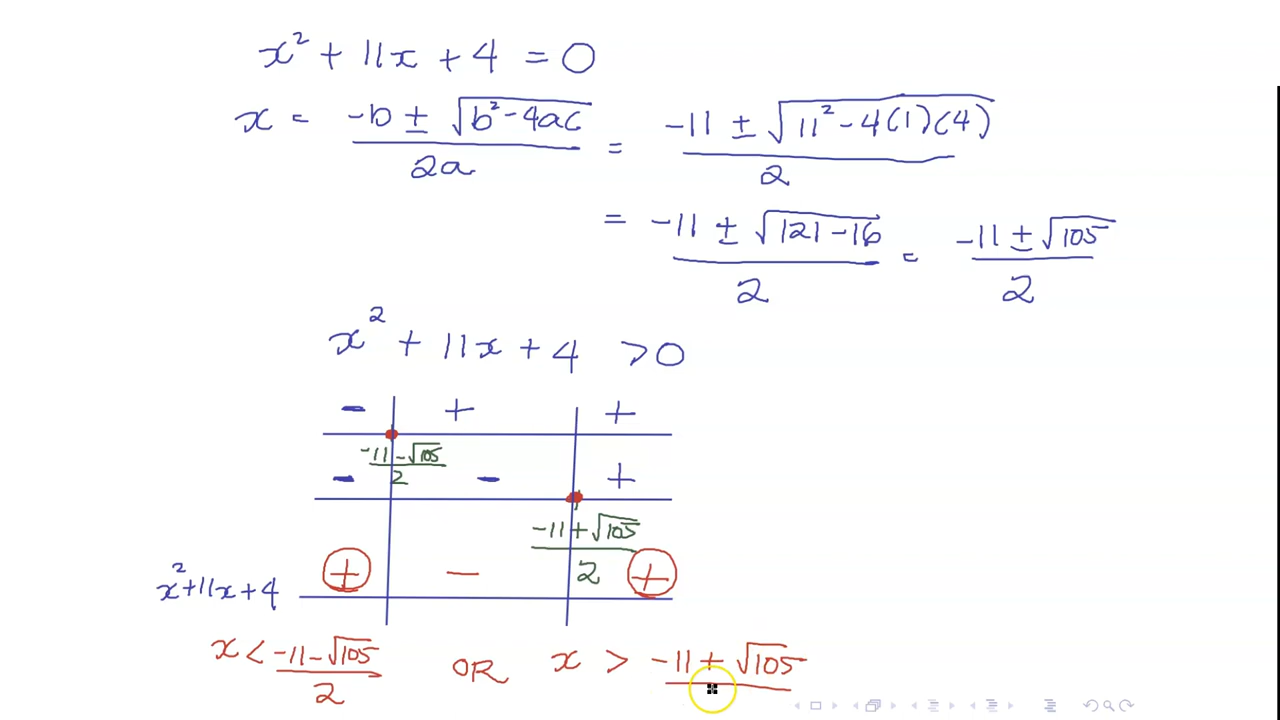 x² + 11x + 4 = 0
x = (-b ± √(b² - 4ac))/2a = (-11 ± √(11² - 4(1)(4)))/2
= (-11 ± √(121 - 16))/2 = (-11 ± √105)/2
x² + 11x + 4 > 0
- + +
(-11 - √105)/2
- - +
(-11 + √105)/2
x² + 11x + 4 + - +
x < (-11 - √105)/2 OR x > -11 + √105